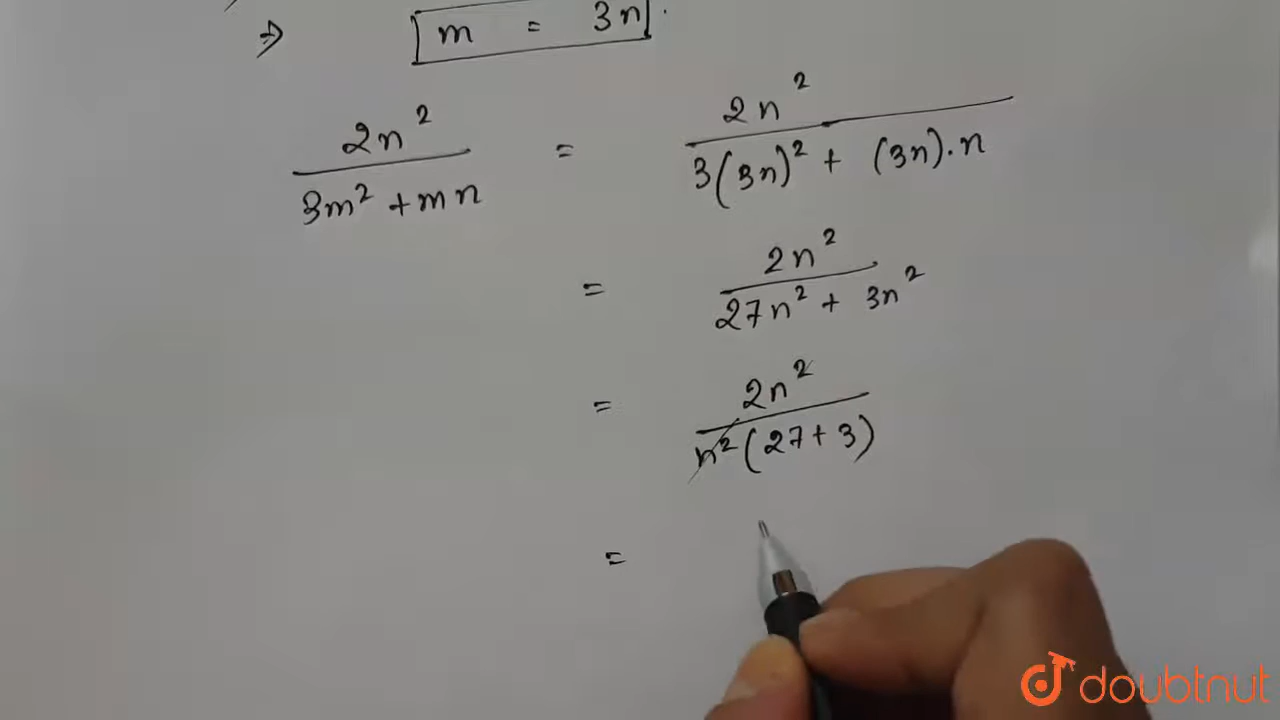 ⇒ m = 3n.
2n² / 3m² + mn = 2n² / 3(3n)² + (3n)·n
= 2n² / 27n² + 3n²
= 2n² / n²(27+3)
=
doubtnut